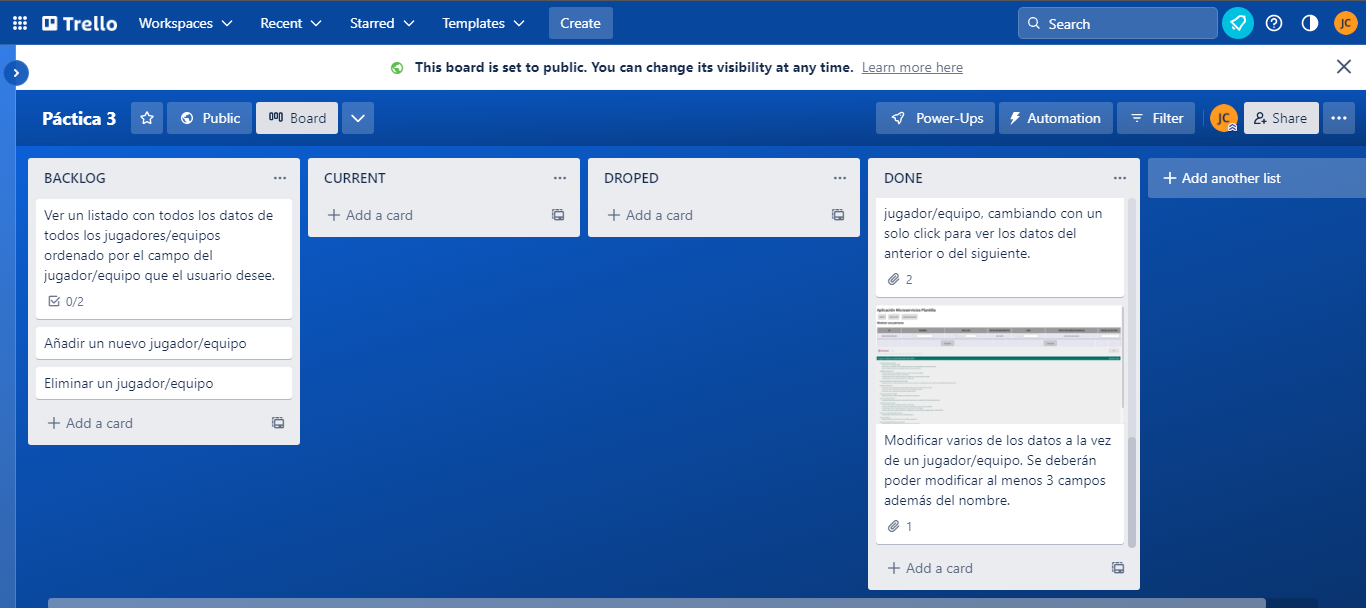 Trello
Workspaces
Recent
Starred
Templates
Create
Search
JC
This board is set to public. You can change its visibility at any time. Learn more here
Páctica 3
Public
Board
Power-Ups
Automation
Filter
JC
Share
BACKLOG
Ver un listado con todos los datos de
todos los jugadores/equipos
ordenado por el campo del
jugador/equipo que el usuario desee.
0/2
Añadir un nuevo jugador/equipo
Eliminar un jugador/equipo
Add a card
CURRENT
Add a card
DROPED
Add a card
DONE
jugador/equipo, cambiando con un
solo click para ver los datos del
anterior o del siguiente.
2
Aplicación Microservicios Plantilla
Modificar varios de los datos a la vez
de un jugador/equipo. Se deberán
poder modificar al menos 3 campos
además del nombre.
1
Add a card
Add another list